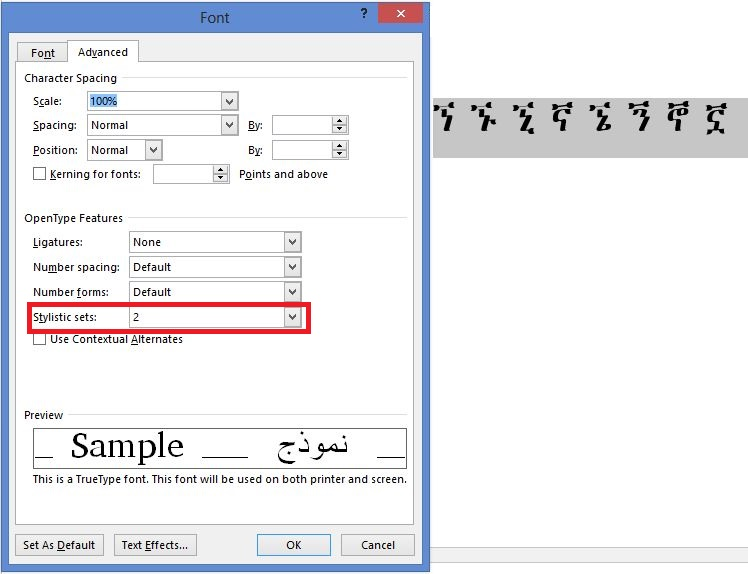 Font
?
Font Advanced
Character Spacing
Scale: 100%
Spacing: Normal By:
Position: Normal By:
Kerning for fonts: Points and above
OpenType Features
Ligatures: None
Number spacing: Default
Number forms: Default
Stylistic sets: 2
Use Contextual Alternates
Preview
Sample نموذج
This is a TrueType font. This font will be used on both printer and screen.
Set As Default Text Effects... OK Cancel
ኘ ኙ ኚ ኛ ኜ ኝ ኞ ኟ